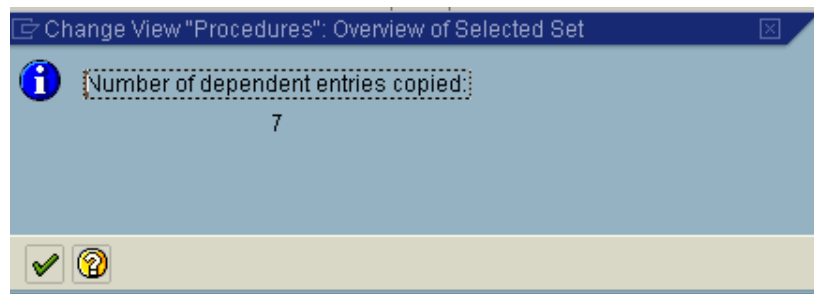 Change View "Procedures": Overview of Selected Set
Number of dependent entries copied:
7